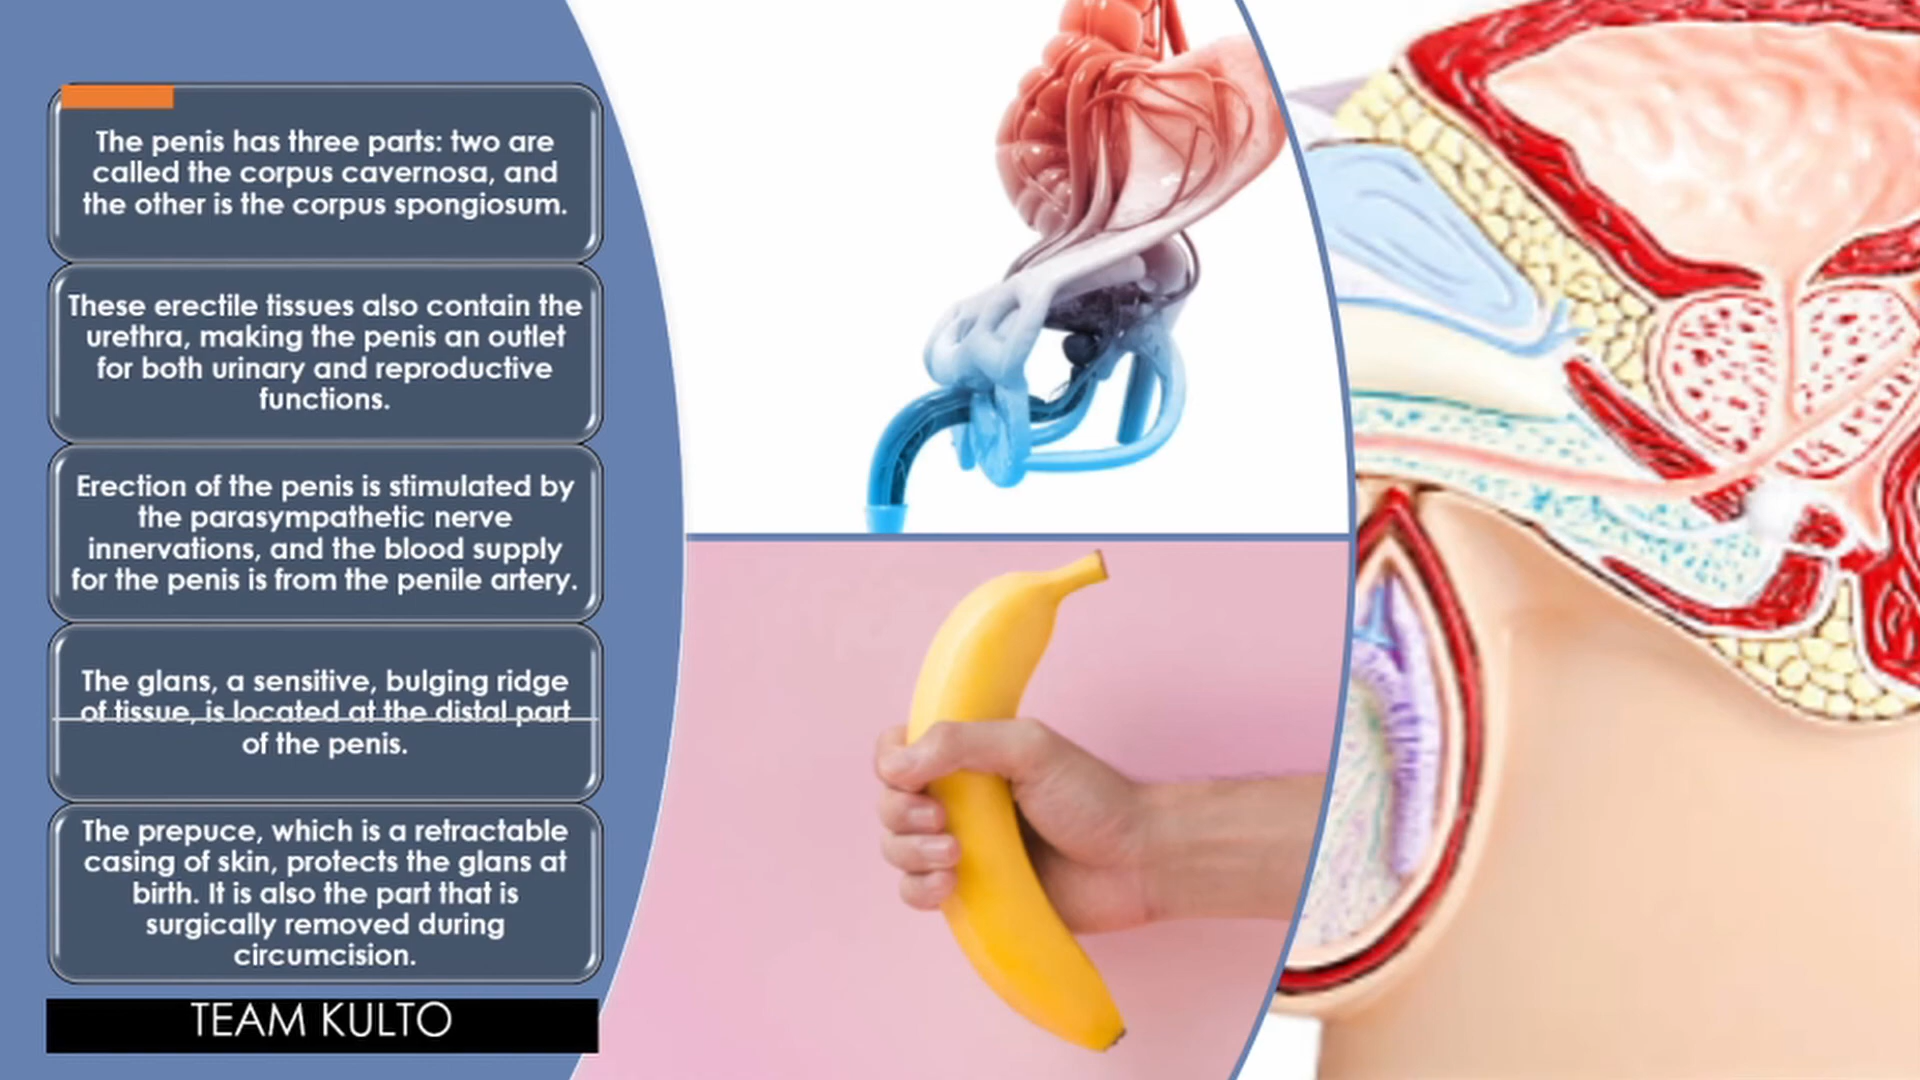 The penis has three parts: two are
called the corpus cavernosa, and
the other is the corpus spongiosum.
These erectile tissues also contain the
urethra, making the penis an outlet
for both urinary and reproductive
functions.
Erection of the penis is stimulated by
the parasympathetic nerve
innervations, and the blood supply
for the penis is from the penile artery.
The glans, a sensitive, bulging ridge
of tissue, is located at the distal part
of the penis.
The prepuce, which is a retractable
casing of skin, protects the glans at
birth. It is also the part that is
surgically removed during
circumcision.
TEAM KULTO